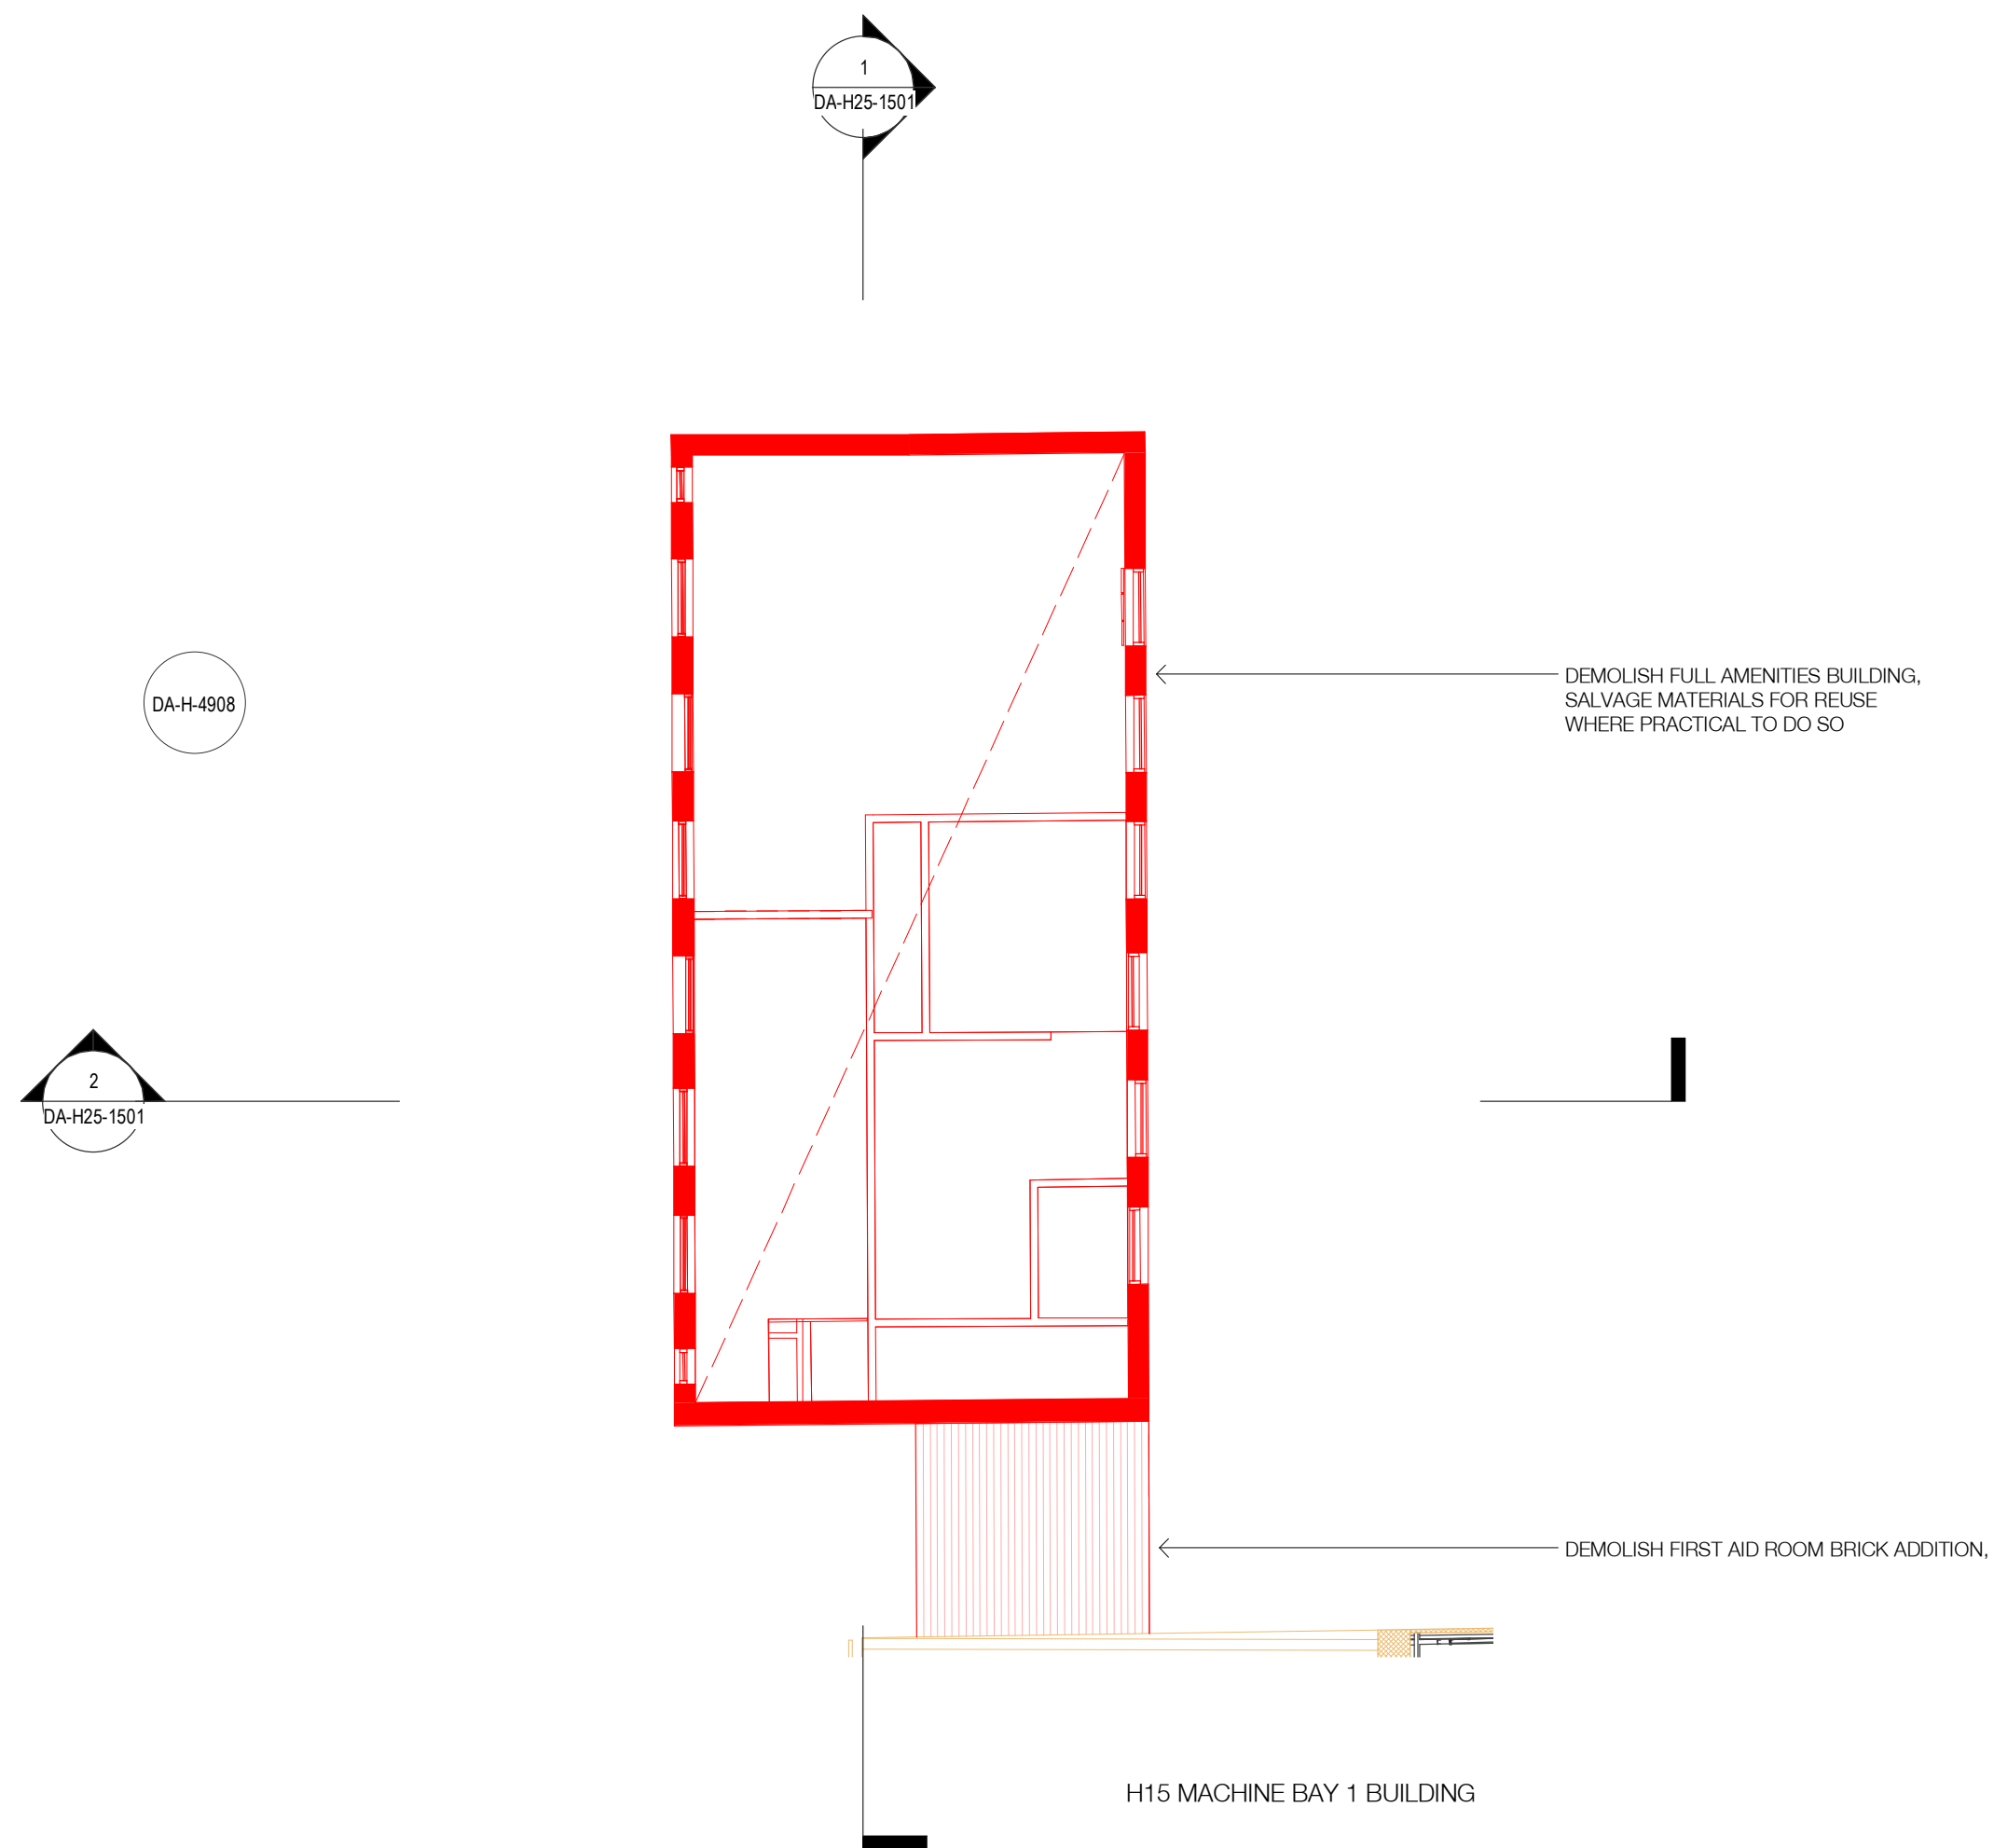 1
DA-H25-1501
DEMOLISH FULL AMENITIES BUILDING,
SALVAGE MATERIALS FOR REUSE
WHERE PRACTICAL TO DO SO
DA-H-4908
2
DA-H25-1501
DEMOLISH FIRST AID ROOM BRICK ADDITION,
H15 MACHINE BAY 1 BUILDING